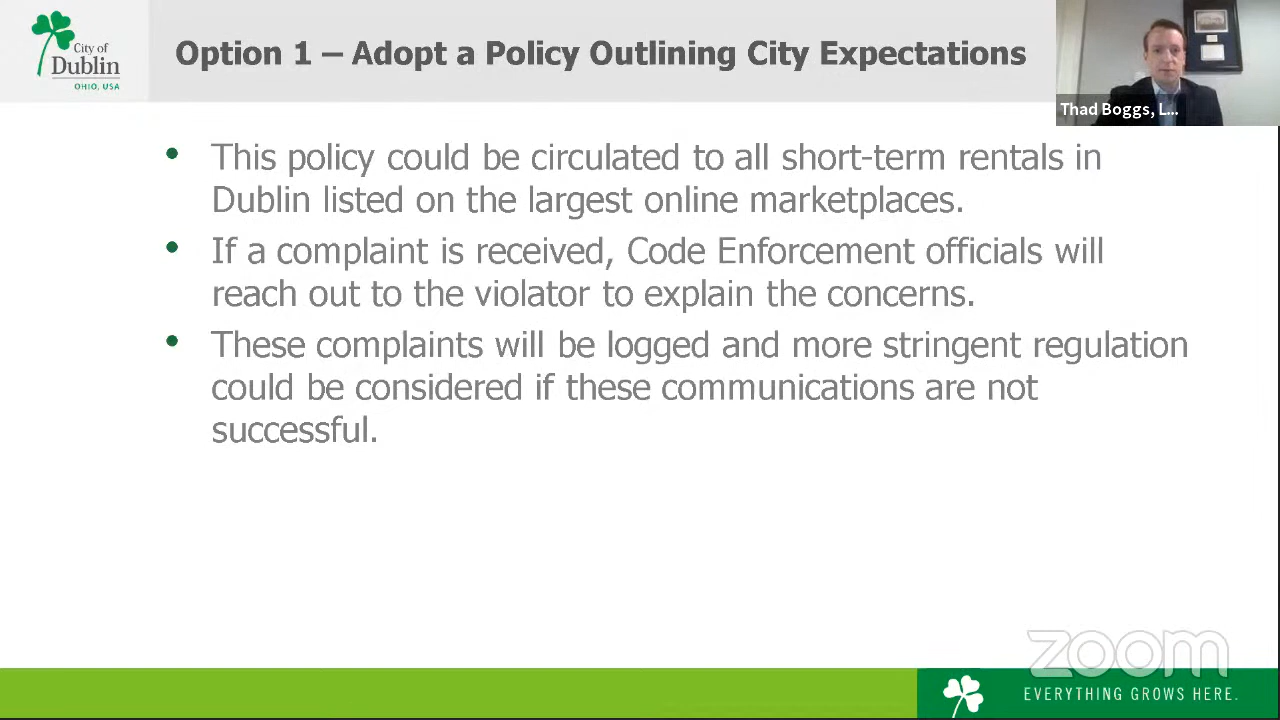 City of
Dublin
OHIO, USA
Option 1 – Adopt a Policy Outlining City Expectations
Thad Boggs, L...
• This policy could be circulated to all short-term rentals in
Dublin listed on the largest online marketplaces.
• If a complaint is received, Code Enforcement officials will
reach out to the violator to explain the concerns.
• These complaints will be logged and more stringent regulation
could be considered if these communications are not
successful.
zoom
EVERYTHING GROWS HERE.